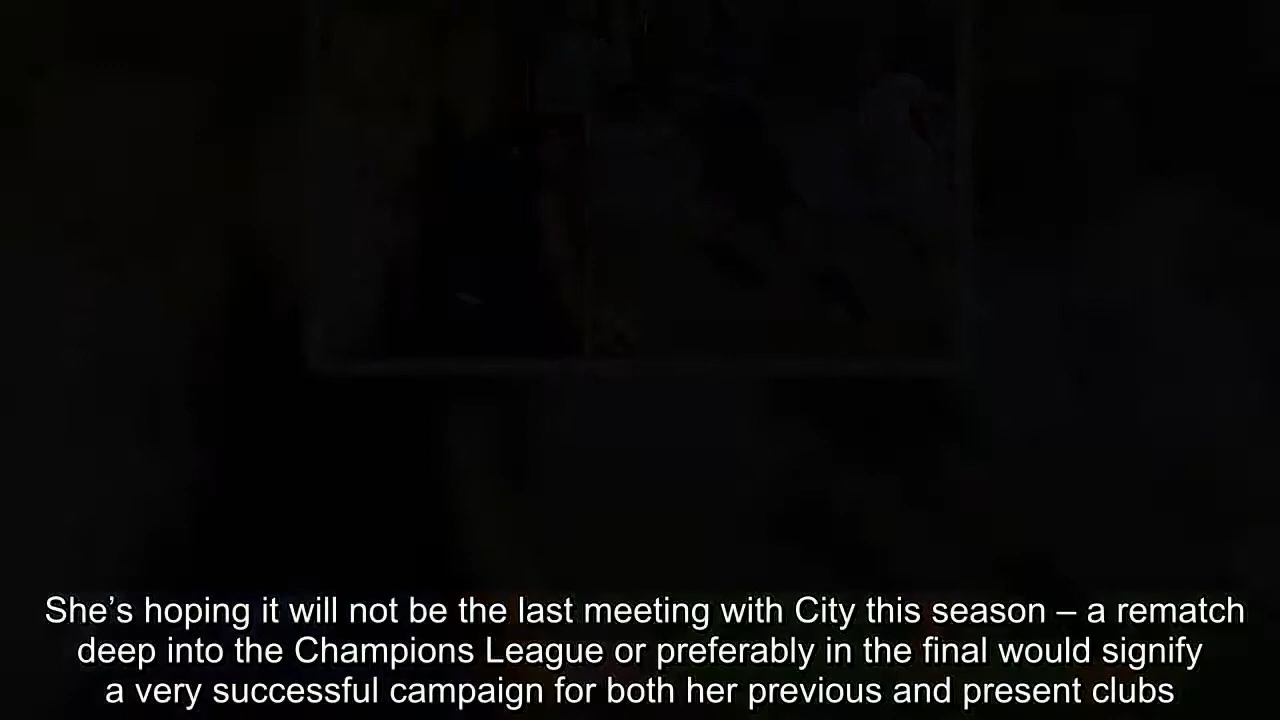 She’s hoping it will not be the last meeting with City this season – a rematch
deep into the Champions League or preferably in the final would signify
a very successful campaign for both her previous and present clubs